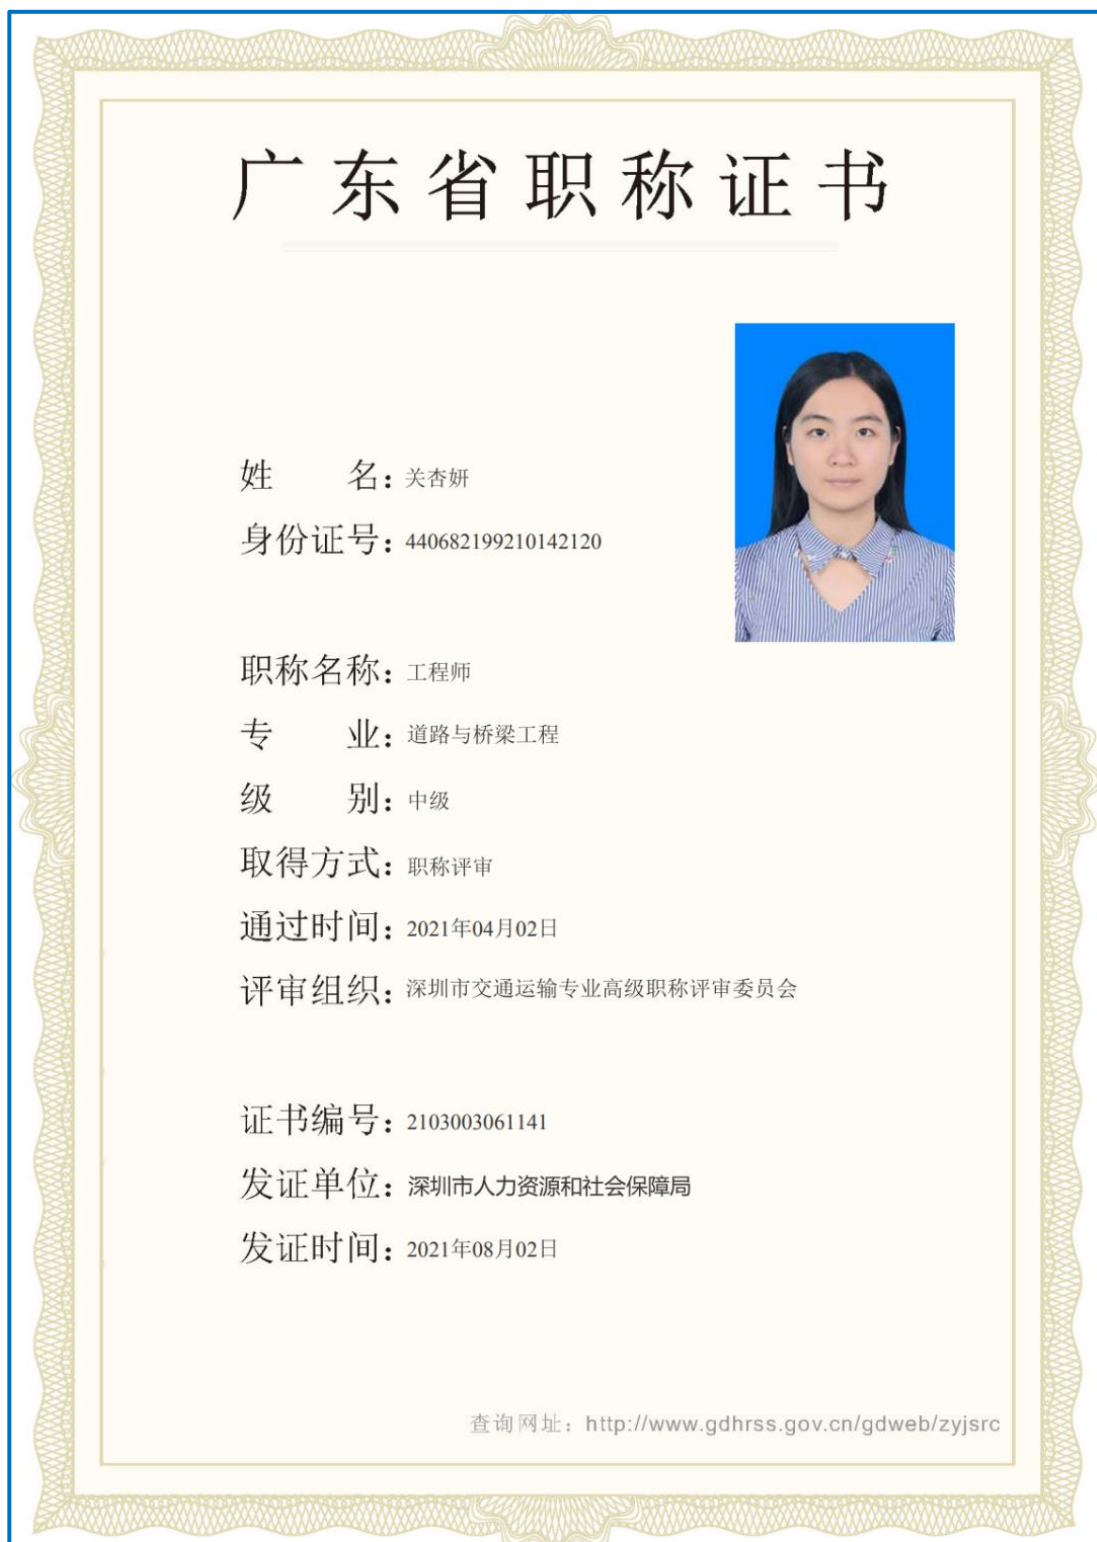 广东省职称证书
姓 名：关杏妍
身份证号：440682199210142120
职称名称：工程师
专 业：道路与桥梁工程
级 别：中级
取得方式：职称评审
通过时间：2021年04月02日
评审组织：深圳市交通运输专业高级职称评审委员会
证书编号：2103003061141
发证单位：深圳市人力资源和社会保障局
发证时间：2021年08月02日
查询网址：http://www.gdhrss.gov.cn/gdweb/zyjsrc